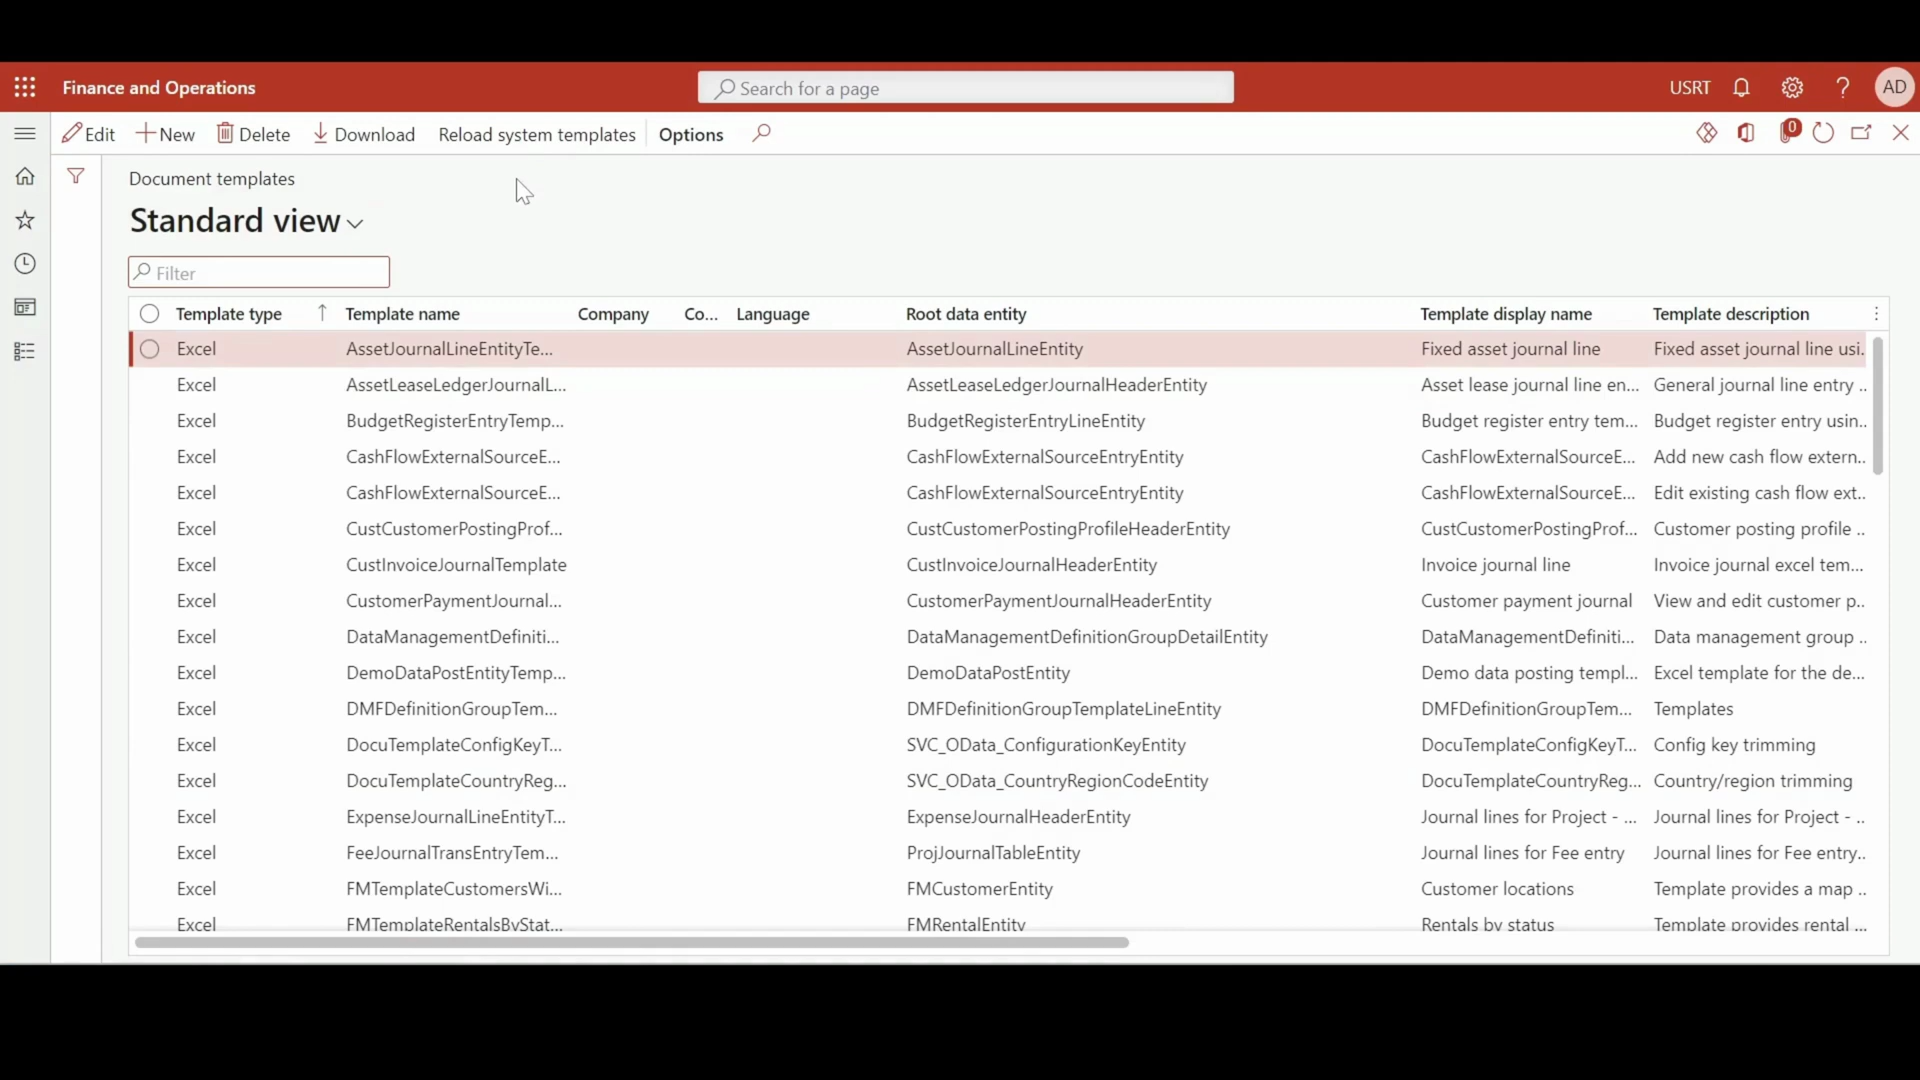 Finance and Operations
Search for a page
USRT
AD
Edit
New
Delete
Download
Reload system templates
Options
0
Document templates
Standard view
Filter
Template type Template name Company Co... Language Root data entity Template display name Template description
Excel AssetJournalLineEntityTe... AssetJournalLineEntity Fixed asset journal line Fixed asset journal line usi.
Excel AssetLeaseLedgerJournalL... AssetLeaseLedgerJournalHeaderEntity Asset lease journal line en... General journal line entry ..
Excel BudgetRegisterEntryTemp... BudgetRegisterEntryLineEntity Budget register entry tem... Budget register entry usin..
Excel CashFlowExternalSourceE... CashFlowExternalSourceEntryEntity CashFlowExternalSourceE... Add new cash flow extern..
Excel CashFlowExternalSourceE... CashFlowExternalSourceEntryEntity CashFlowExternalSourceE... Edit existing cash flow ext..
Excel CustCustomerPostingProf... CustCustomerPostingProfileHeaderEntity CustCustomerPostingProf... Customer posting profile ..
Excel CustInvoiceJournalTemplate CustInvoiceJournalHeaderEntity Invoice journal line Invoice journal excel tem...
Excel CustomerPaymentJournal... CustomerPaymentJournalHeaderEntity Customer payment journal View and edit customer p..
Excel DataManagementDefiniti... DataManagementDefinitionGroupDetailEntity DataManagementDefiniti... Data management group ..
Excel DemoDataPostEntityTemp... DemoDataPostEntity Demo data posting templ... Excel template for the de...
Excel DMFDefinitionGroupTem... DMFDefinitionGroupTemplateLineEntity DMFDefinitionGroupTem... Templates
Excel DocuTemplateConfigKeyT... SVC_OData_ConfigurationKeyEntity DocuTemplateConfigKeyT... Config key trimming
Excel DocuTemplateCountryReg... SVC_OData_CountryRegionCodeEntity DocuTemplateCountryReg... Country/region trimming
Excel ExpenseJournalLineEntityT... ExpenseJournalHeaderEntity Journal lines for Project - ... Journal lines for Project - ..
Excel FeeJournalTransEntryTem... ProjJournalTableEntity Journal lines for Fee entry Journal lines for Fee entry..
Excel FMTemplateCustomersWi... FMCustomerEntity Customer locations Template provides a map ..
Excel FMTemplateRentalsByStat... FMRentalEntity Rentals by status Template provides rental ...